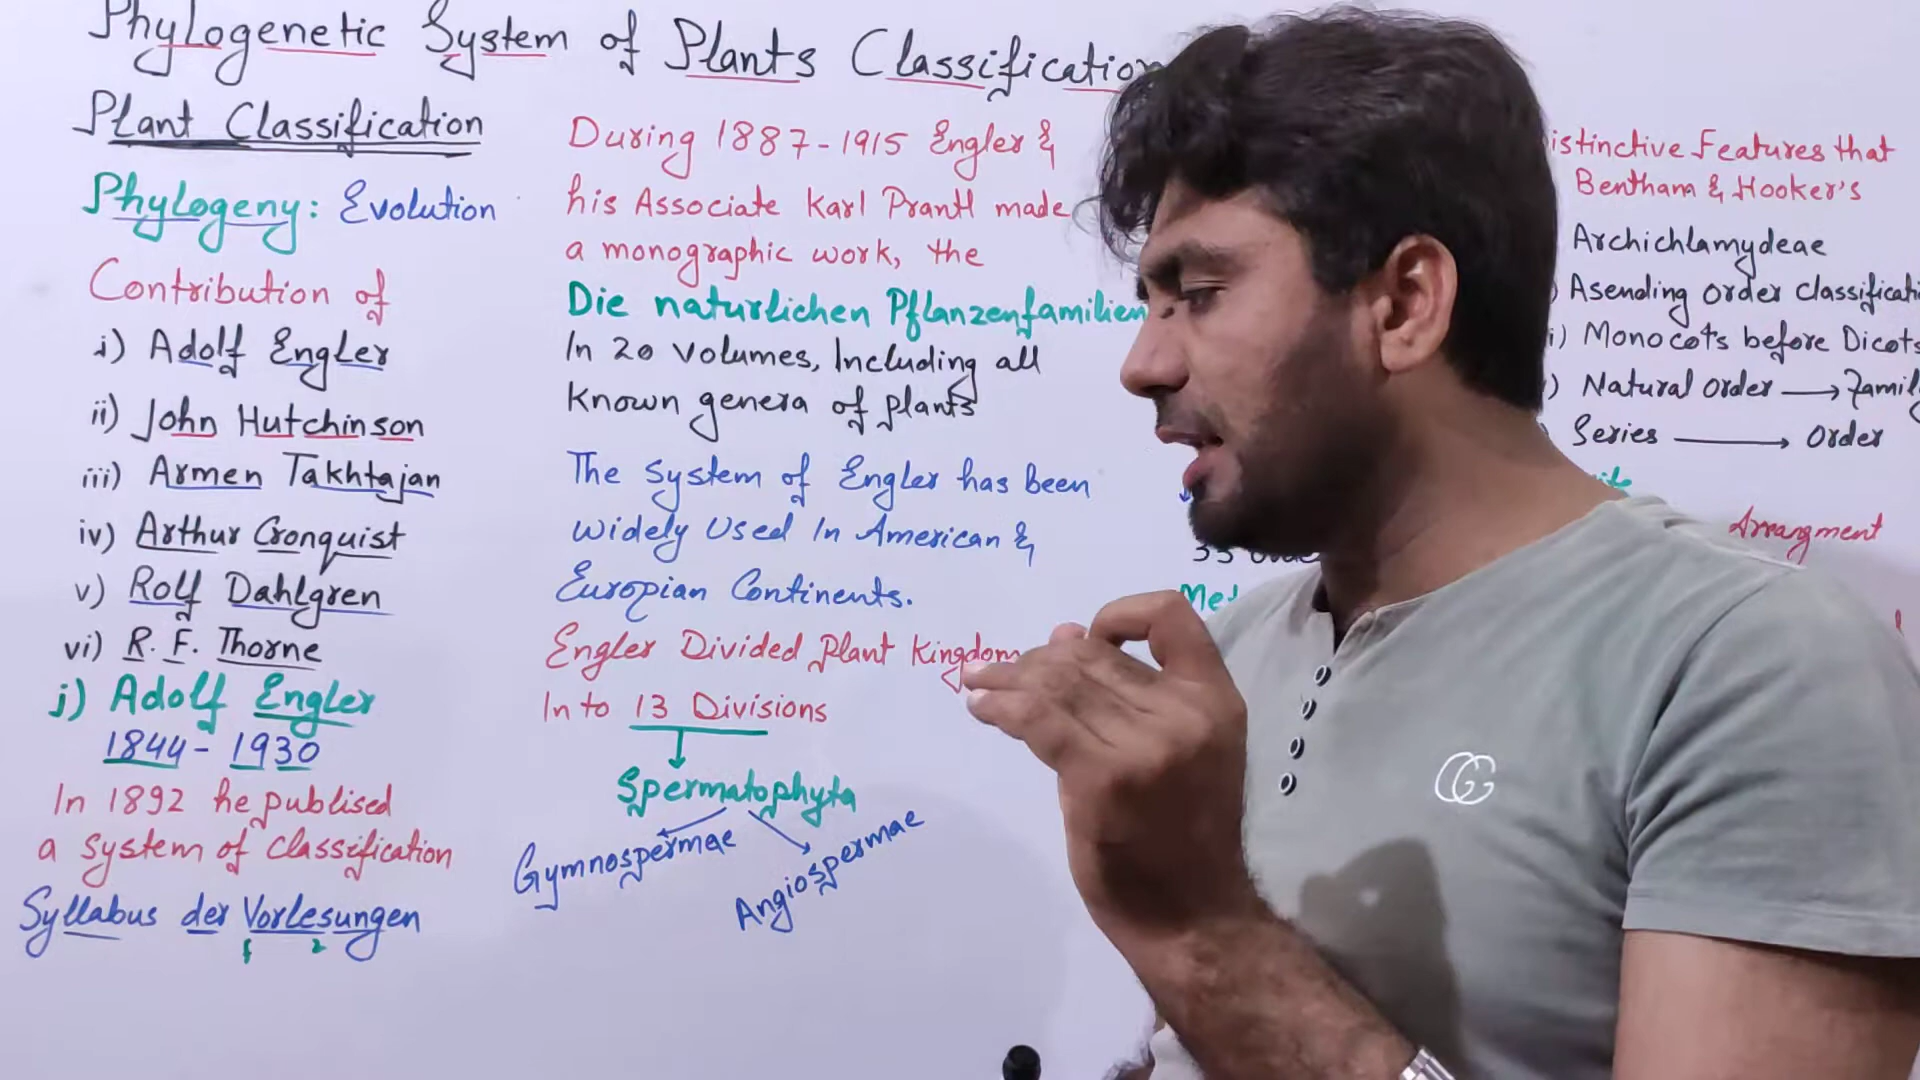 Phylogenetic System of Plants Classification
Plant Classification
Phylogeny: Evolution
Contribution of
i) Adolf Engler
ii) John Hutchinson
iii) Armen Takhtajan
iv) Arthur Cronquist
v) Rolf Dahlgren
vi) R. F. Thorne
j) Adolf Engler
1844 - 1930
In 1892 he publised
a system of classification
Syllabus der Vorlesungen
1 2
During 1887-1915 Engler &
his Associate Karl Prantl made
a monographic work, the
Die naturlichen Pflanzenfamilien
In 20 volumes, Including all
Known genera of plants
The System of Engler has been
Widely Used In American &
Europian Continents.
Engler Divided Plant Kingdom
In to 13 Divisions
Spermatophyta
Gymnospermae
Angiospermae
istinctive Features that
Bentham & Hooker's
Archichlamydeae
) Asending order classificati
i) Monocots before Dicots
) Natural order → Famil
Series → Order
Arrangment